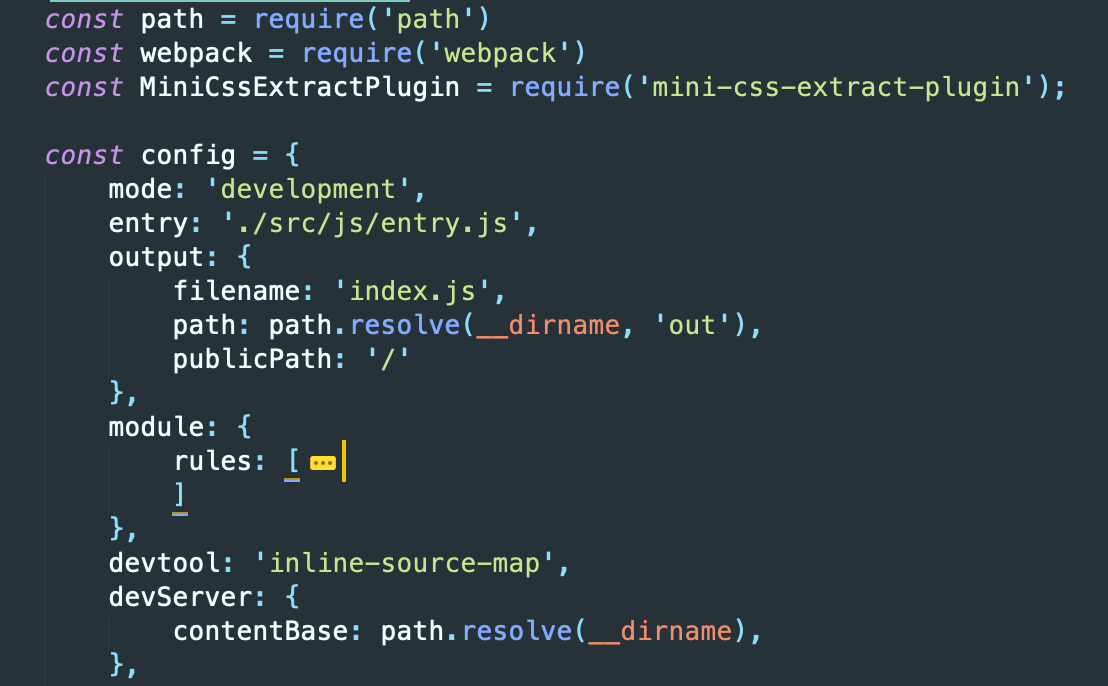 const path = require('path')
const webpack = require('webpack')
const MiniCssExtractPlugin = require('mini-css-extract-plugin');

const config = {
    mode: 'development',
    entry: './src/js/entry.js',
    output: {
        filename: 'index.js',
        path: path.resolve(__dirname, 'out'),
        publicPath: '/'
    },
    module: {
        rules: [ ⋯
        ]
    },
    devtool: 'inline-source-map',
    devServer: {
        contentBase: path.resolve(__dirname),
    },